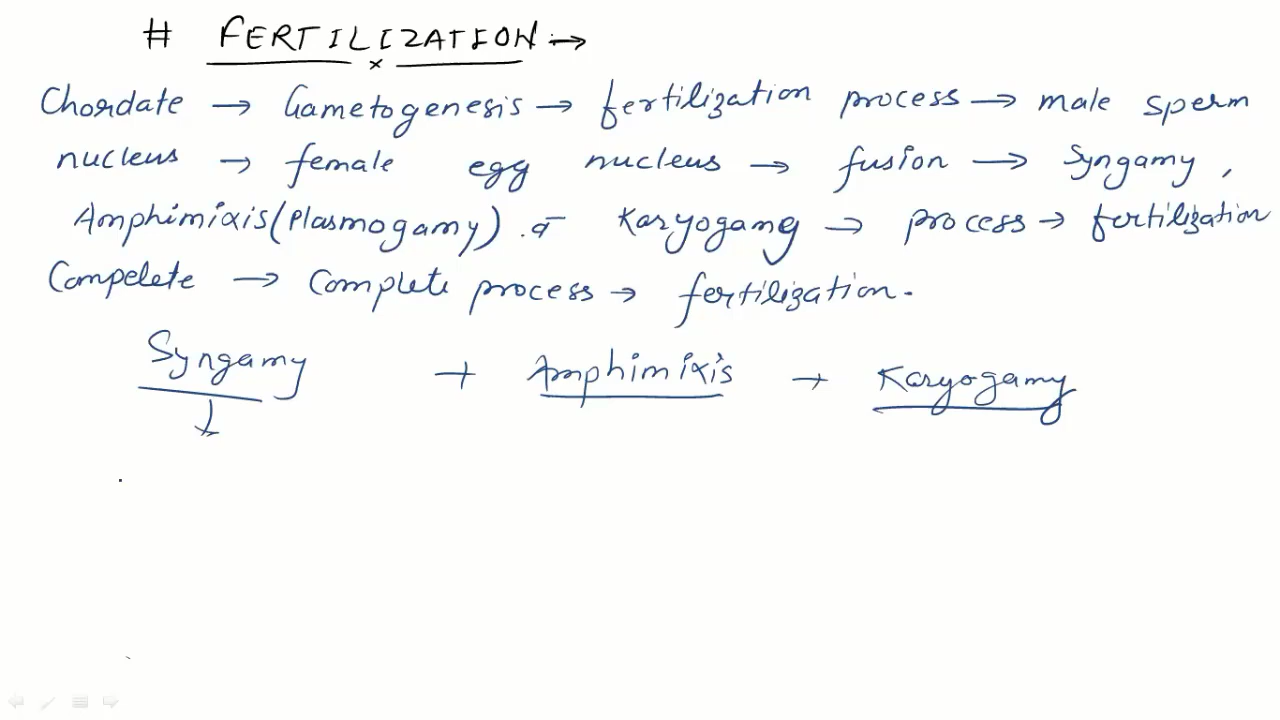 # FERTILIZATION →
Chordate → Gametogenesis → fertilization process → male sperm
nucleus → female egg nucleus → fusion → Syngamy,
Amphimixis (Plasmogamy). Karyogamy → process → fertilization
Compelete → Complete process → fertilization.
Syngamy + Amphimixis → Karyogamy